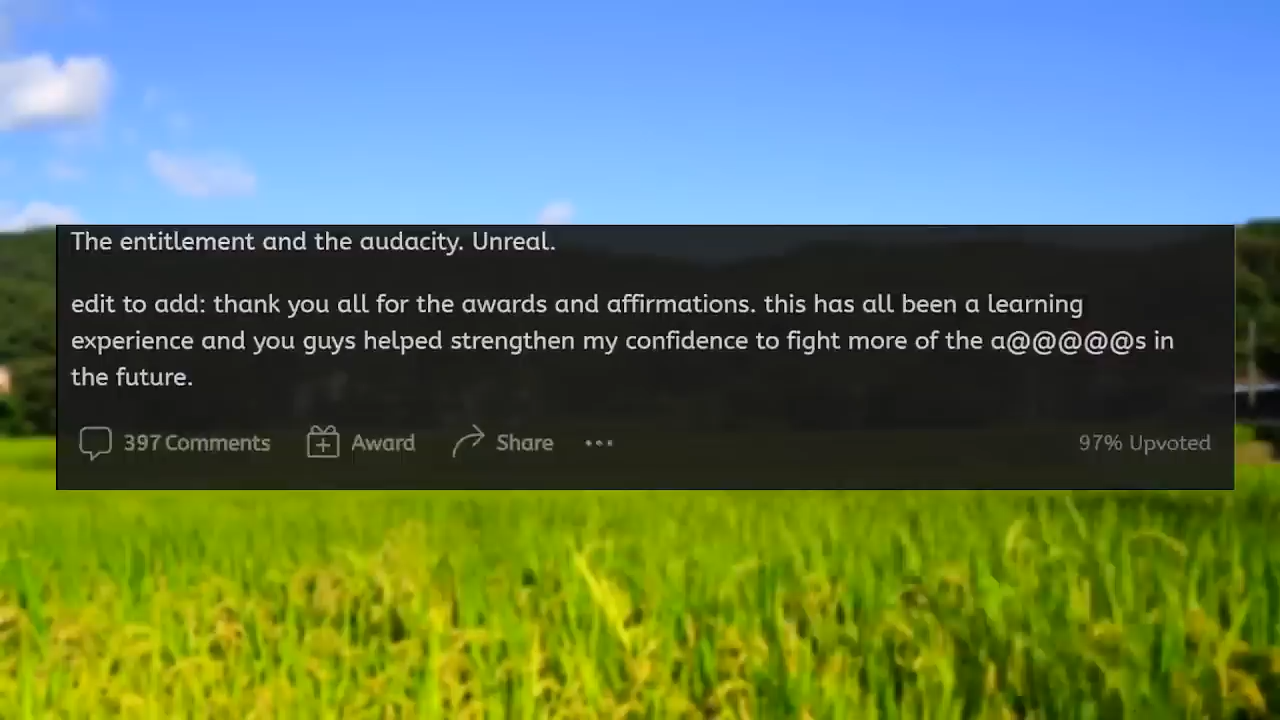 The entitlement and the audacity. Unreal.
edit to add: thank you all for the awards and affirmations. this has all been a learning
experience and you guys helped strengthen my confidence to fight more of the a@@@@@s in
the future.
397 Comments Award Share ••• 97% Upvoted